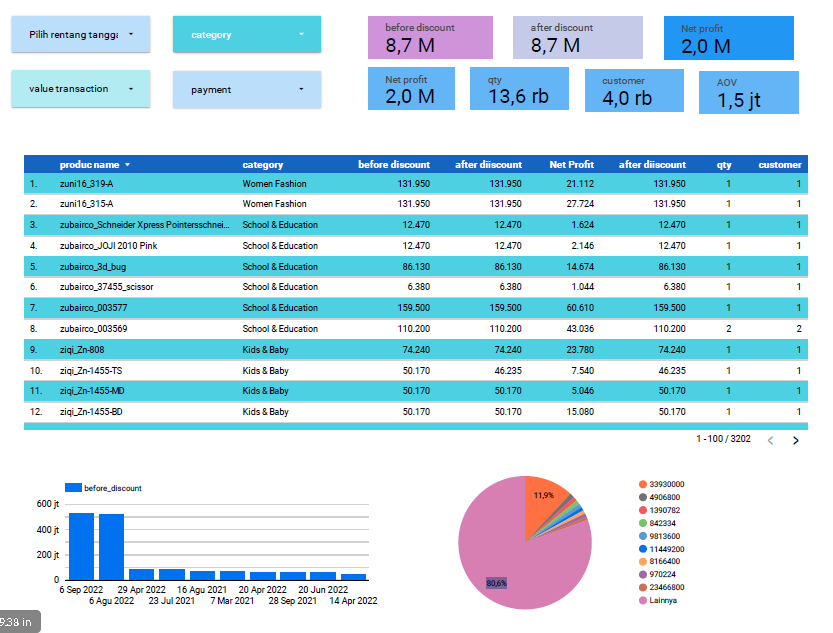 Pilih rentang tangga
category
value transaction
payment
before discount
8,7 M
after discount
8,7 M
Net profit
2,0 M
Net profit
2,0 M
qty
13,6 rb
customer
4,0 rb
AOV
1,5 jt
produc name category before discount after diiscount Net Profit after diiscount qty customer
1. zuni16_319-A Women Fashion 131.950 131.950 21.112 131.950 1 1
2. zuni16_315-A Women Fashion 131.950 131.950 27.724 131.950 1 1
3. zubairco_Schneider Xpress Pointersschnei... School & Education 12.470 12.470 1.624 12.470 1 1
4. zubairco_JOJI 2010 Pink School & Education 12.470 12.470 2.146 12.470 1 1
5. zubairco_3d_bug School & Education 86.130 86.130 14.674 86.130 1 1
6. zubairco_37455_scissor School & Education 6.380 6.380 1.044 6.380 1 1
7. zubairco_003577 School & Education 159.500 159.500 60.610 159.500 1 1
8. zubairco_003569 School & Education 110.200 110.200 43.036 110.200 2 2
9. ziqi_Zn-808 Kids & Baby 74.240 74.240 23.780 74.240 1 1
10. ziqi_Zn-1455-TS Kids & Baby 50.170 46.235 7.540 46.235 1 1
11. ziqi_Zn-1455-MD Kids & Baby 50.170 50.170 5.046 50.170 1 1
12. ziqi_Zn-1455-BD Kids & Baby 50.170 50.170 15.080 50.170 1 1
1 - 100 / 3202
before_discount
600 jt
400 jt
200 jt
0
6 Sep 2022 29 Apr 2022 16 Agu 2021 20 Apr 2022 20 Jun 2022
6 Agu 2022 23 Jul 2021 7 Mar 2021 28 Sep 2021 14 Apr 2022
11,9%
80,6%
33930000
4906800
1390782
842334
9813600
11449200
8166400
970224
23466800
Lainnya
9.38 in